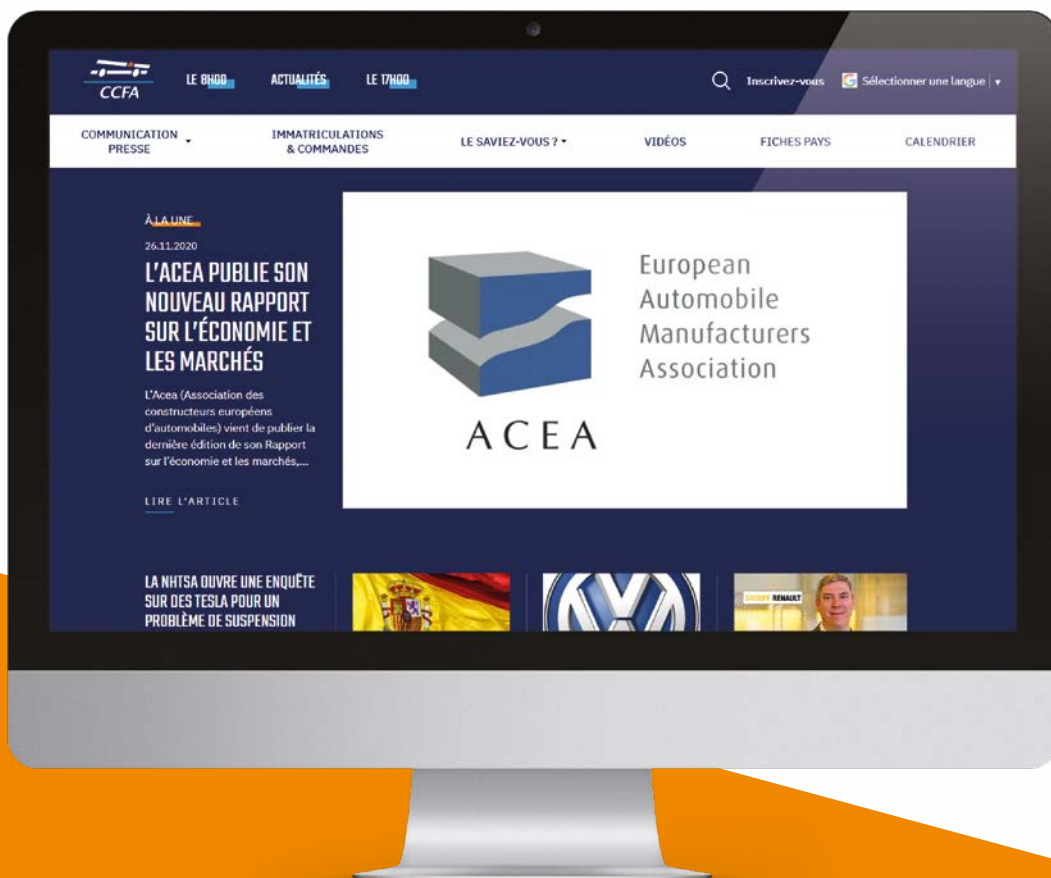 CCFA
LE 8H00
ACTUALITÉS
LE 17H00
Inscrivez-vous
G Sélectionner une langue
COMMUNICATION
PRESSE
IMMATRICULATIONS
& COMMANDES
LE SAVIEZ-VOUS ?
VIDÉOS
FICHES PAYS
CALENDRIER
À LA UNE
26.11.2020
L'ACEA PUBLIE SON
NOUVEAU RAPPORT
SUR L'ÉCONOMIE ET
LES MARCHÉS
L'Acea (Association des
constructeurs européens
d'automobiles) vient de publier la
dernière édition de son Rapport
sur l'économie et les marchés,...
LIRE L'ARTICLE
ACEA
European
Automobile
Manufacturers
Association
LA NHTSA OUVRE UNE ENQUÊTE
SUR DES TESLA POUR UN
PROBLÈME DE SUSPENSION
GROUPE RENAULT